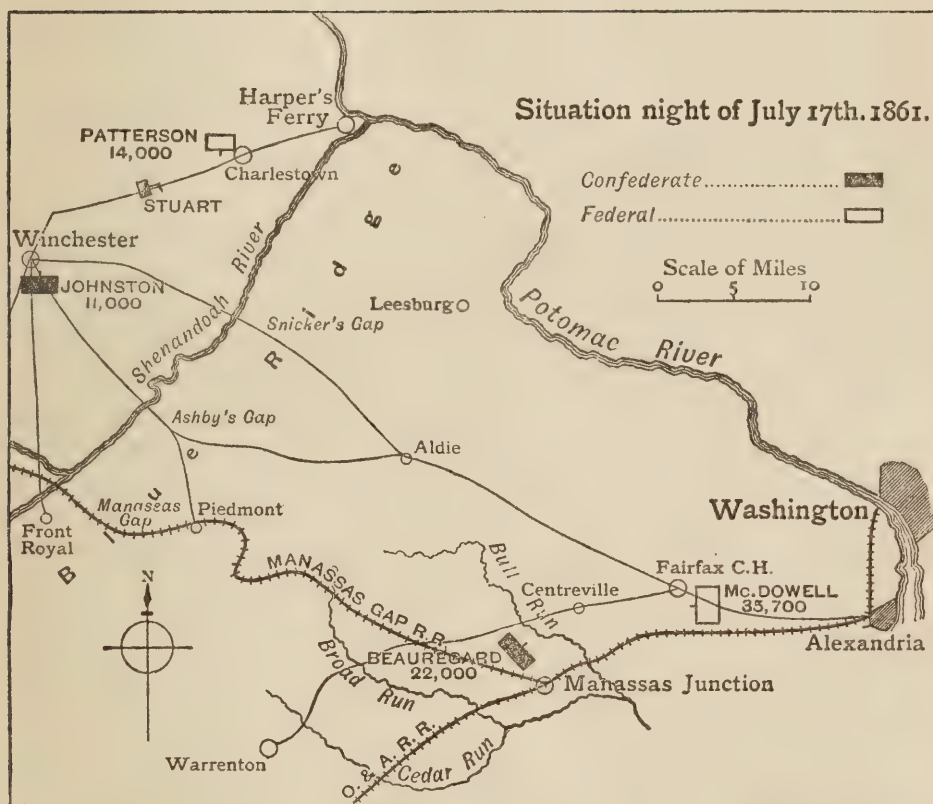 Situation night of July 17th. 1861.
Confederate
Federal
Scale of Miles
0 5 10
Harper's
Ferry
PATTERSON
14,000
Charlestown
STUART
Winchester
JOHNSTON
11,000
Shenandoah River
Snicker's Gap
Leesburg
Potomac River
Blue Ridge
Ashby's Gap
Aldie
Manaseas
Gap
Piedmont
Front
Royal
N
MANASSAS GAP R.R.
Bull Run
Washington
Fairfax C.H.
Centreville
Mc.DOWELL
35,700
Alexandria
BEAUREGARD
22,000
Broad Run
Manassas Junction
Warrenton
O. & A. R. R.
Cedar Run